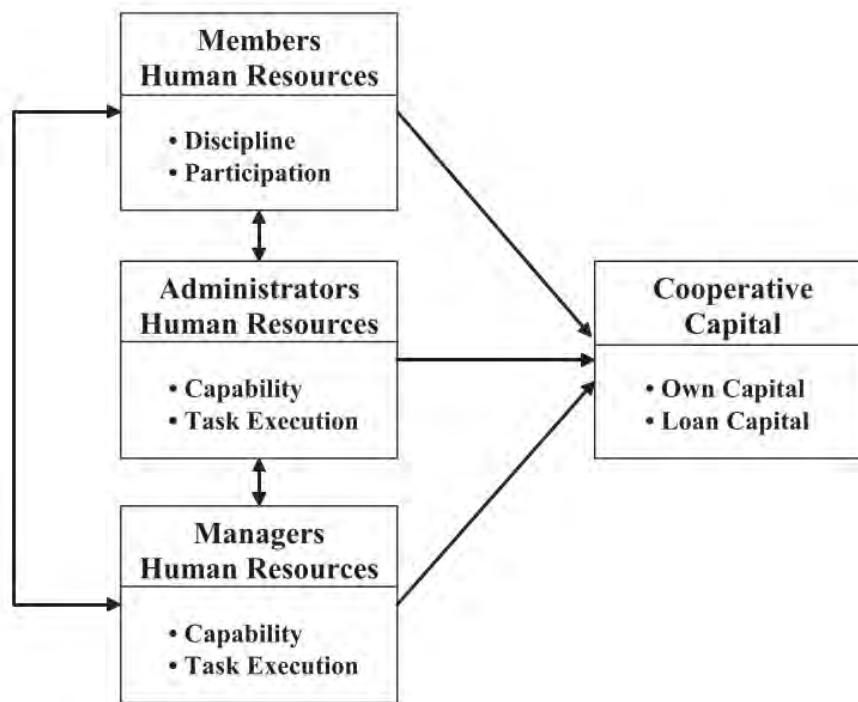 Members
Human Resources
• Discipline
• Participation
Administrators
Human Resources
• Capability
• Task Execution
Managers
Human Resources
• Capability
• Task Execution
Cooperative
Capital
• Own Capital
• Loan Capital